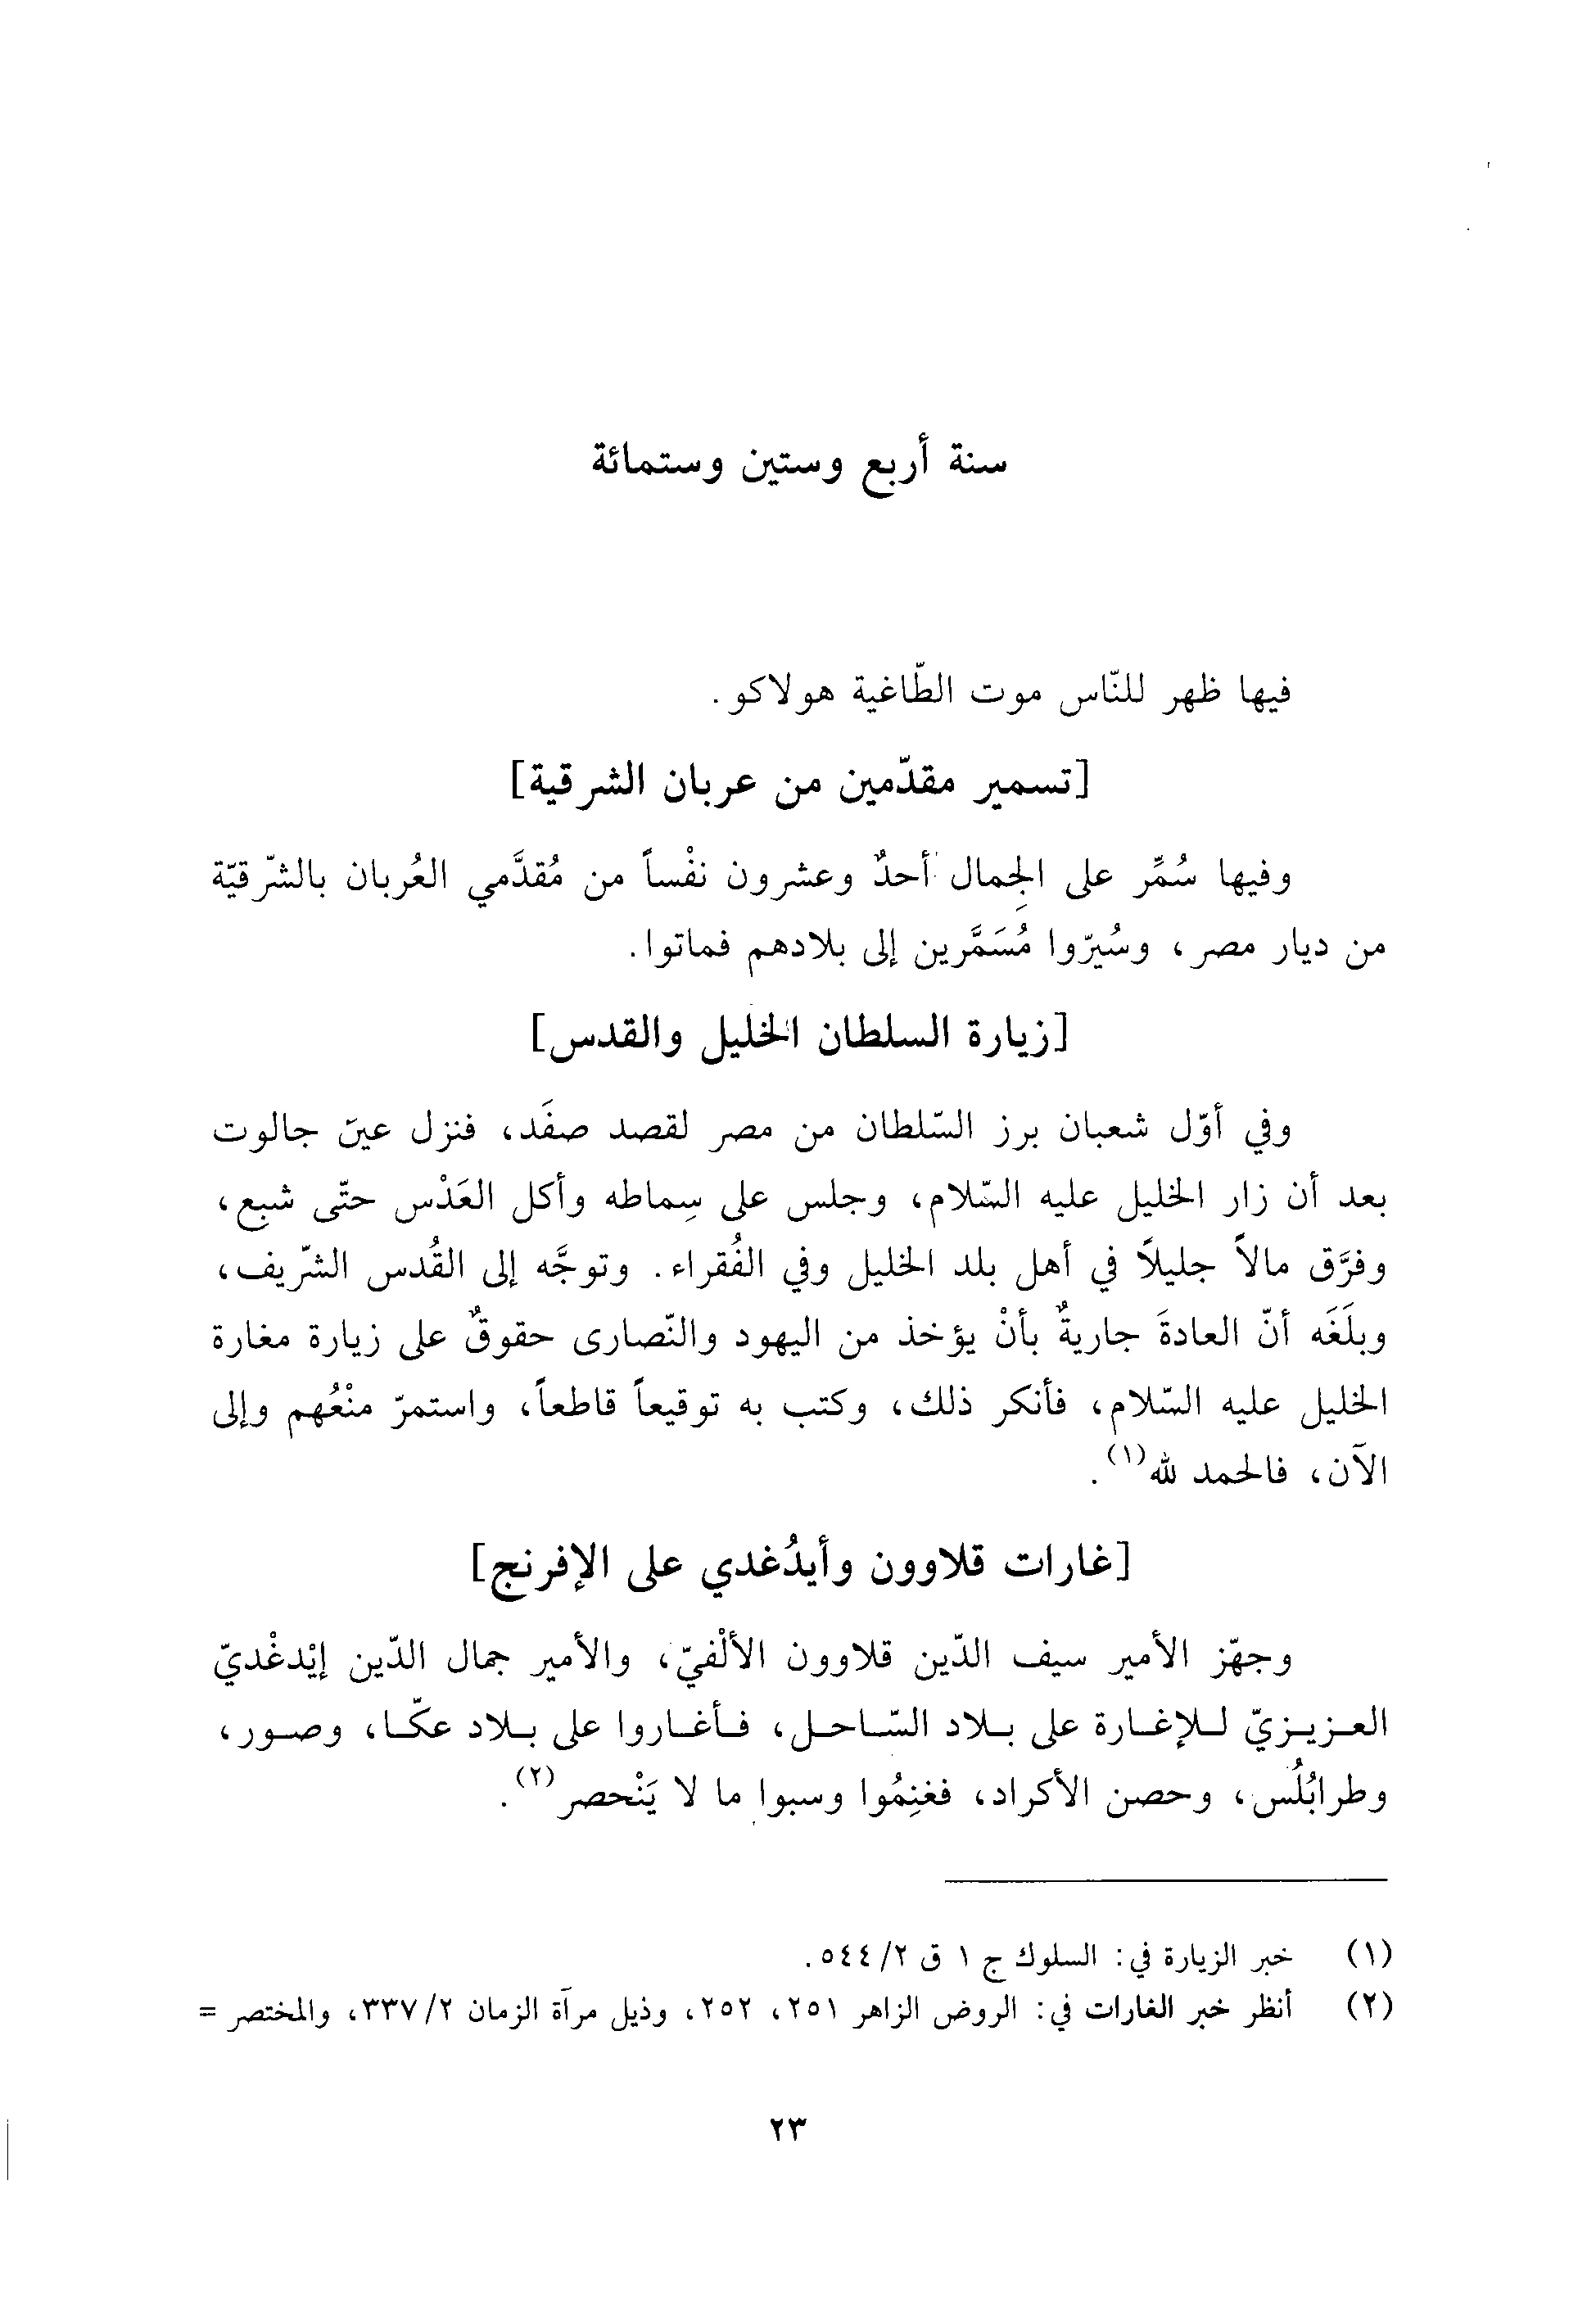 سنة أربع وستين وستمائة
فيها ظهر للنّاس موت الطّاغية هولاكو.
[تسمير مقدّمين من عربان الشرقية]
وفيها سُمِّر على الجِمال أحدٌ وعشرون نفْساً من مُقدَّمي العُربان بالشّرقيّة
من ديار مصر، وسُيّروا مُسَمَّرين إلى بلادهم فماتوا.
[زيارة السلطان الخليل والقدس]
وفي أوّل شعبان برز السّلطان من مصر لقصد صفَد، فنزل عينَ جالوت
بعد أن زار الخليل عليه السّلام، وجلس على سِماطه وأكل العَدْس حتّى شبع،
وفرَّق مالاً جليلاً في أهل بلد الخليل وفي الفُقراء. وتوجَّه إلى القُدس الشّريف،
وبلَغَه أنّ العادةَ جاريةٌ بأنْ يؤخذ من اليهود والنّصارى حقوقٌ على زيارة مغارة
الخليل عليه السّلام، فأنكر ذلك، وكتب به توقيعاً قاطعاً، واستمرّ منْعُهم وإلى
الآن، فالحمد لله(١).
[غارات قلاوون وأيدُغدي على الإفرنج]
وجهّز الأمير سيف الدّين قلاوون الألْفيّ، والأمير جمال الدّين إيْدغْديّ
العزيزيّ للإغارة على بلاد السّاحل، فأغاروا على بلاد عكّا، وصور،
وطرابُلُس، وحصن الأكراد، فغنِمُوا وسبوا ما لا يَنْحصر(٢).
(١) خبر الزيارة في: السلوك ج ١ ق ٢/ ٥٤٤.
(٢) أنظر خبر الغارات في: الروض الزاهر ٢٥١، ٢٥٢، وذيل مرآة الزمان ٢/ ٣٣٧، والمختصر =
٢٣